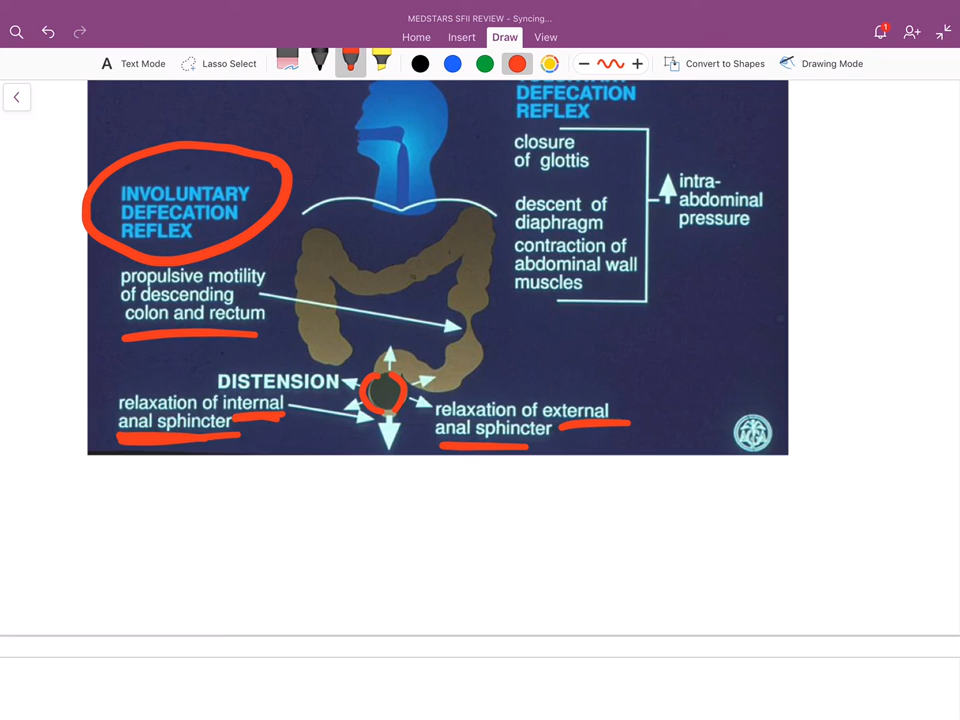 MEDSTARS SFII REVIEW - Syncing...
Home Insert Draw View
1
A Text Mode Lasso Select Convert to Shapes Drawing Mode
DEFECATION
REFLEX
closure
of glottis
descent of
diaphragm
contraction of
abdominal wall
muscles
intra-
abdominal
pressure
INVOLUNTARY
DEFECATION
REFLEX
propulsive motility
of descending
colon and rectum
DISTENSION
relaxation of internal
anal sphincter
relaxation of external
anal sphincter